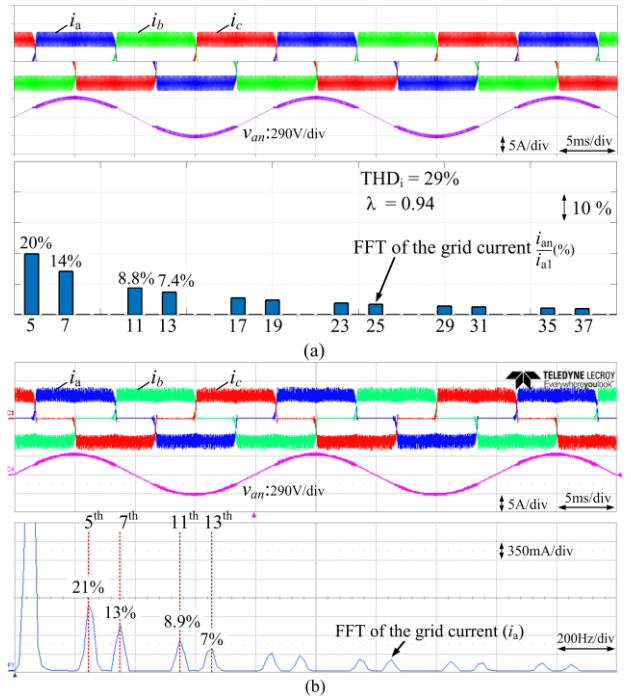 ia ib ic
van:290V/div
5A/div 5ms/div
THDi = 29%
λ = 0.94
10 %
FFT of the grid current ian/ia1(%)
20%
14%
8.8% 7.4%
5 7 11 13 17 19 23 25 29 31 35 37
(a)
ia ib ic
TELEDYNE LECROY
Everywhereyoulook™
van:290V/div
5A/div 5ms/div
5th 7th 11th 13th
350mA/div
21%
13%
8.9%
7%
FFT of the grid current (ia)
200Hz/div
(b)